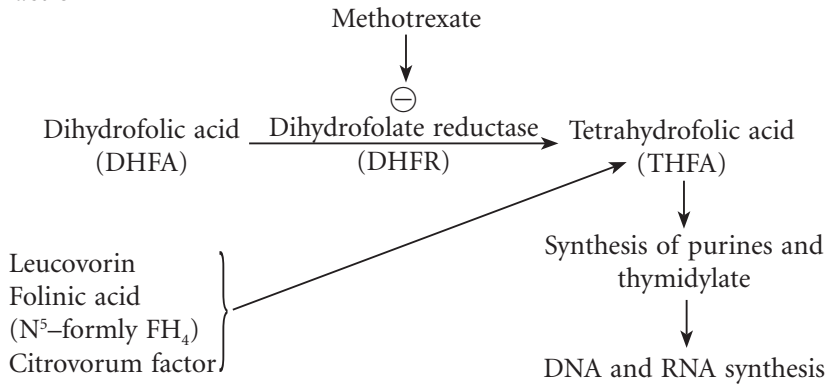 Methotrexate
⊖
Dihydrofolic acid Dihydrofolate reductase Tetrahydrofolic acid
(DHFA) (DHFR) (THFA)
Synthesis of purines and
thymidylate
Leucovorin
Folinic acid
(N⁵–formly FH₄)
Citrovorum factor
DNA and RNA synthesis